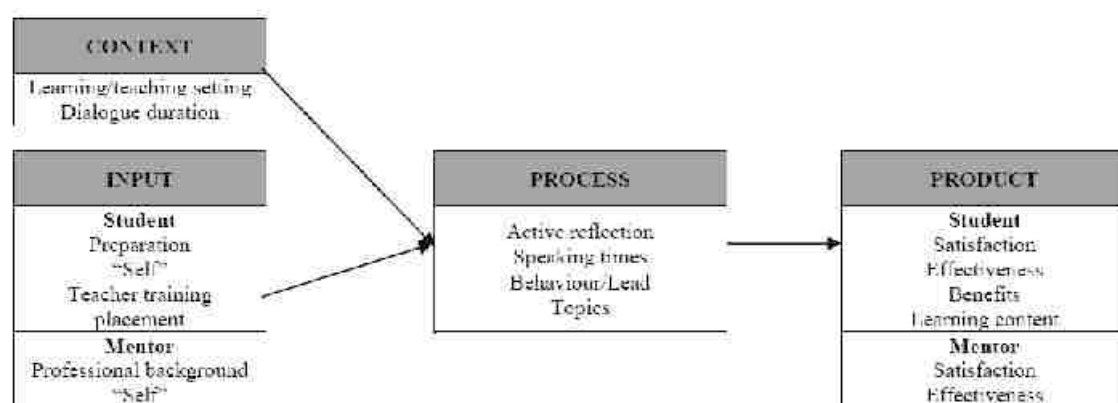 CONTEXT
Learning/teaching setting
Dialogue duration
INPUT
Student
Preparation
“Self”
Teacher training
placement
Mentor
Professional background
“Self”
PROCESS
Active reflection
Speaking times
Behaviour/Lead
Topics
PRODUCT
Student
Satisfaction
Effectiveness
Benefits
Learning content
Mentor
Satisfaction
Effectiveness